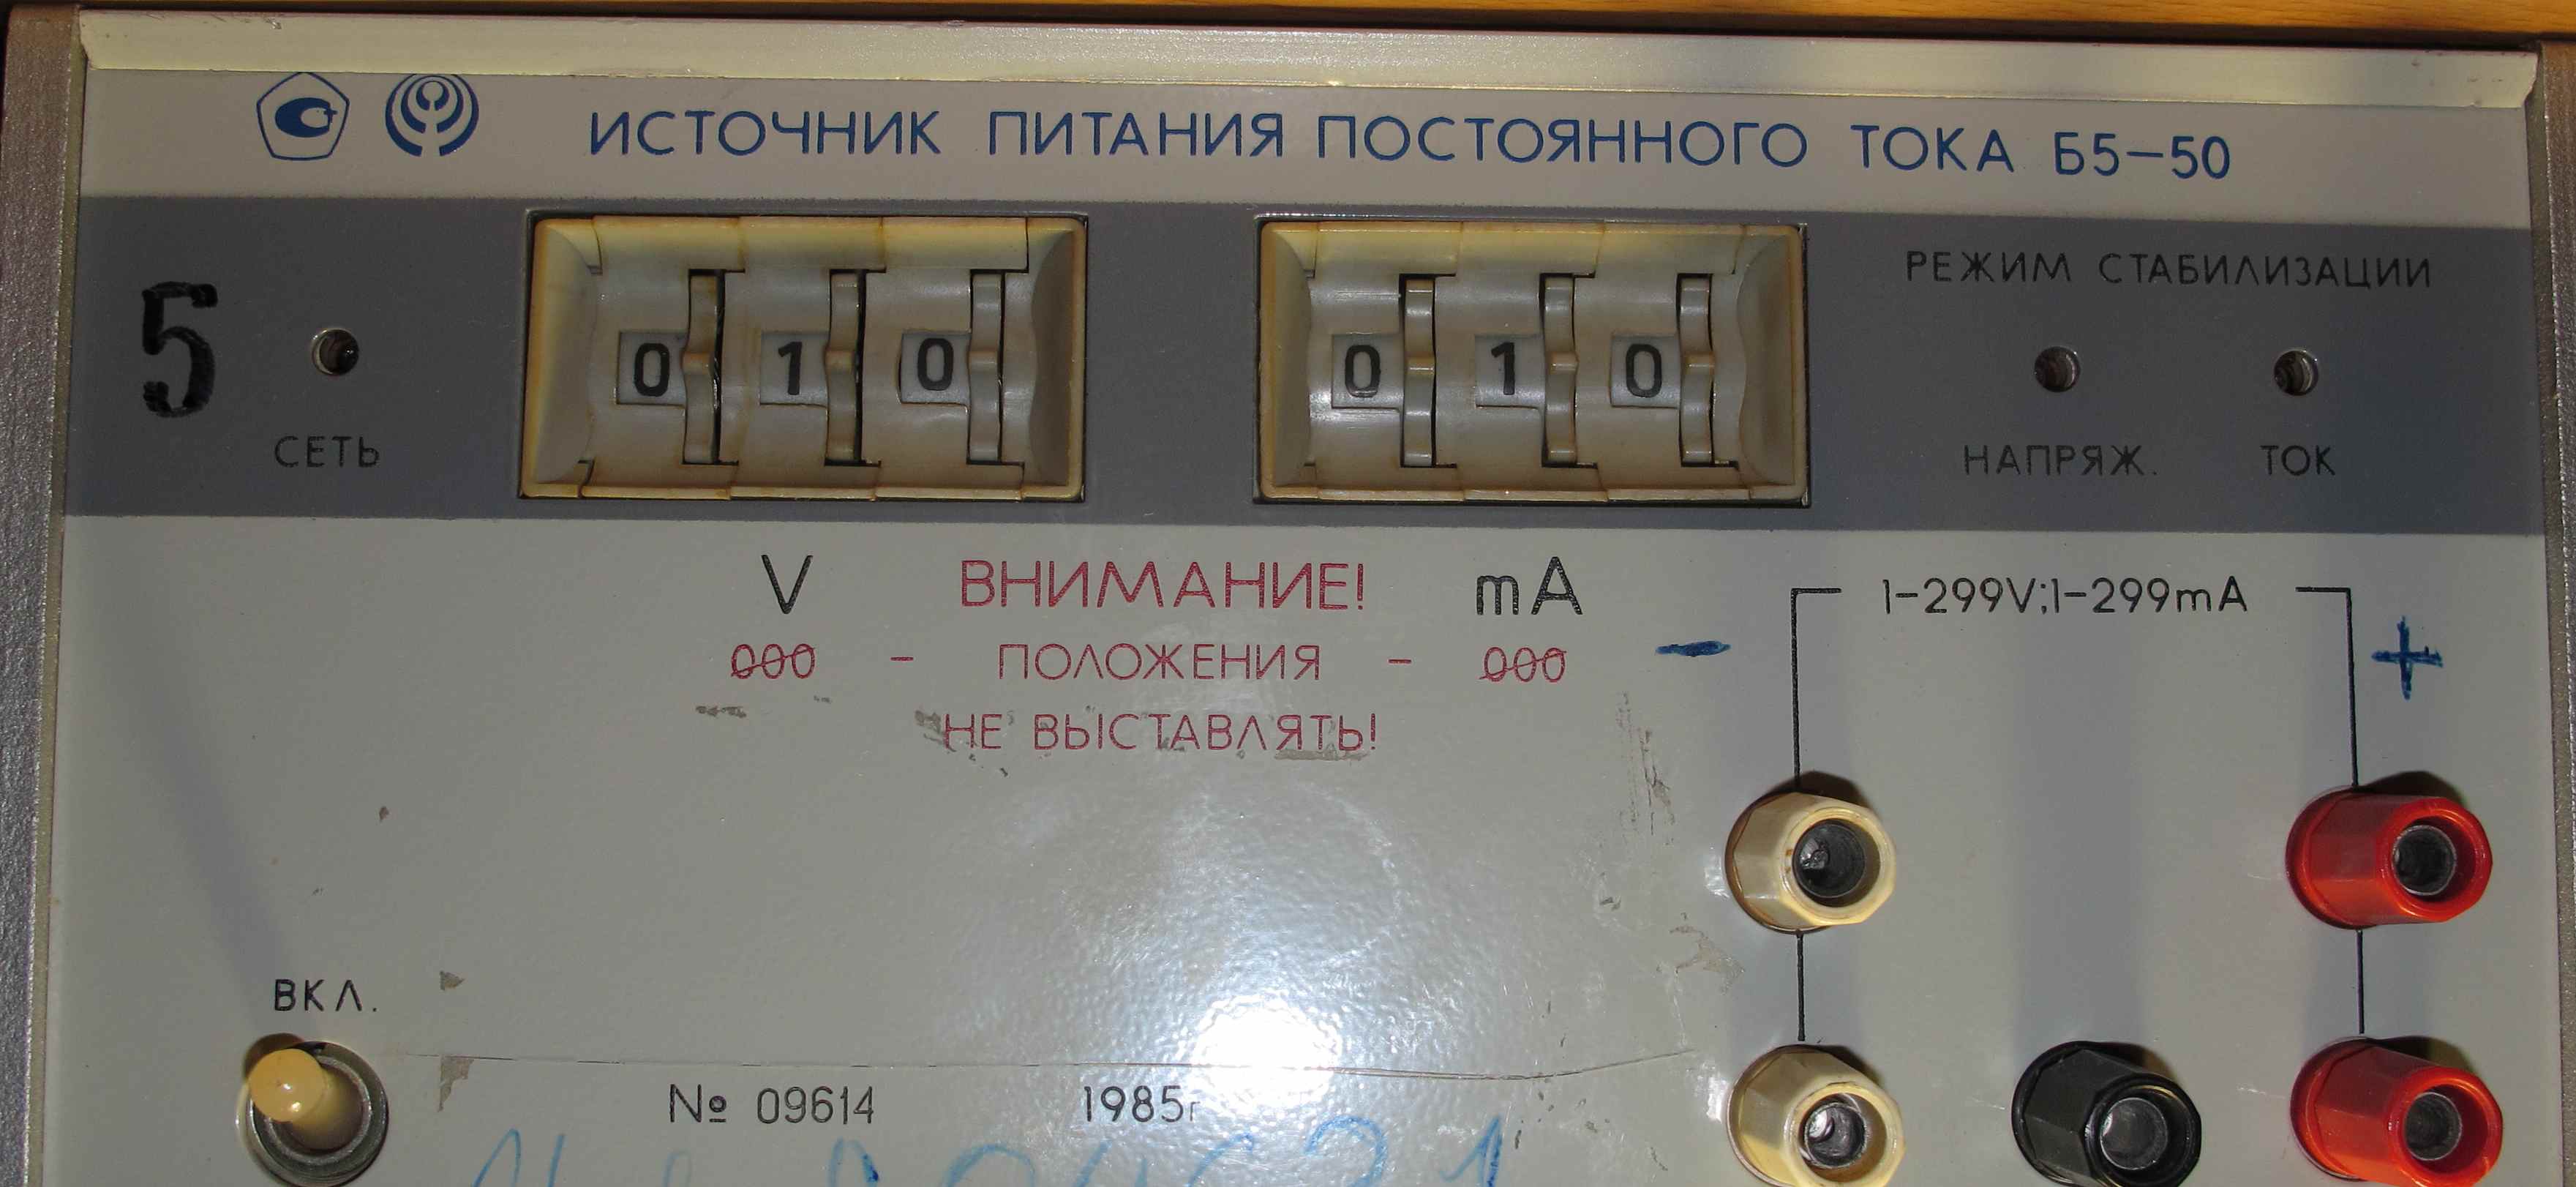 ИСТОЧНИК ПИТАНИЯ ПОСТОЯННОГО ТОКА Б5-50
РЕЖИМ СТАБИЛИЗАЦИИ
5
010
010
СЕТЬ
НАПРЯЖ.
ТОК
V ВНИМАНИЕ! mA
1-299V;1-299mA
000 - ПОЛОЖЕНИЯ - 000
- +
НЕ ВЫСТАВЛЯТЬ!
ВКЛ.
№ 09614 1985г